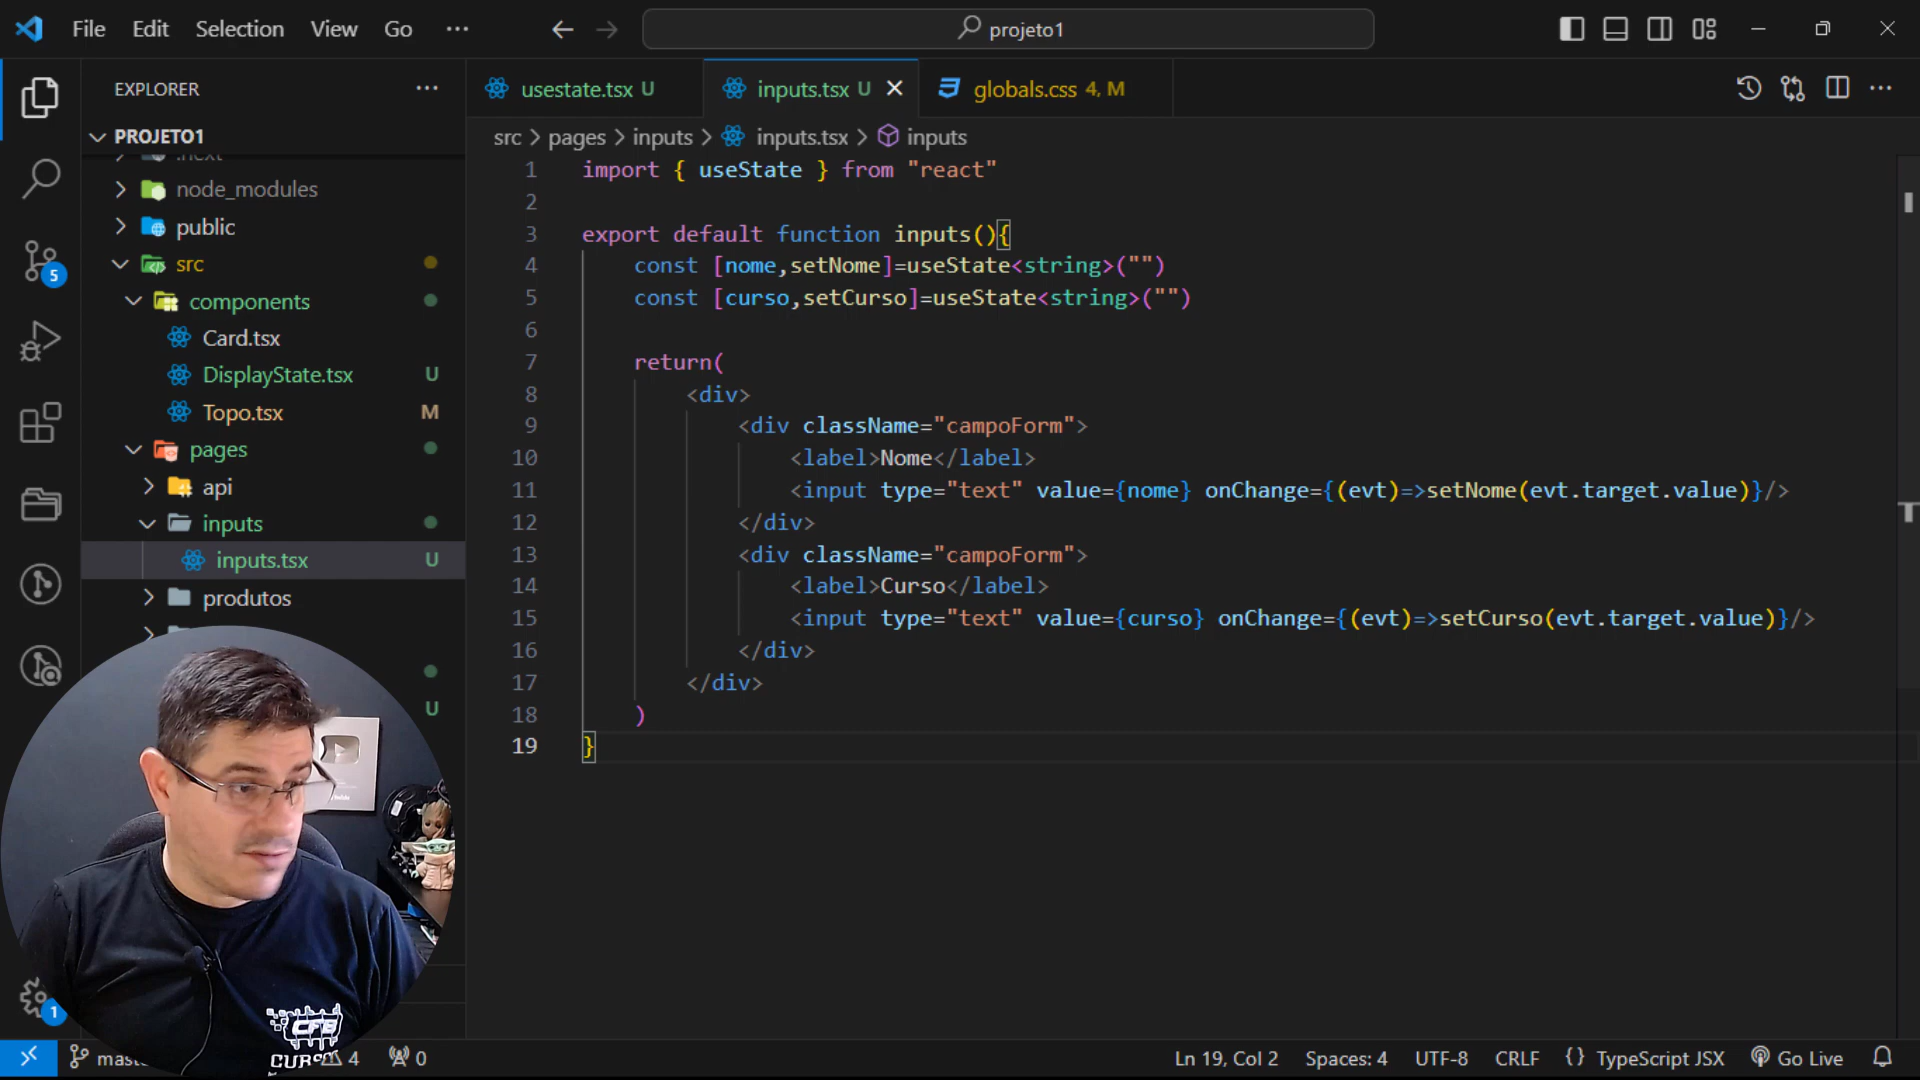 File Edit Selection View Go ···
projeto1
EXPLORER ···
usestate.tsx U
inputs.tsx U
globals.css 4, M
PROJETO1
src > pages > inputs > inputs.tsx > inputs
.next
node_modules
public
src
components
Card.tsx
DisplayState.tsx U
Topo.tsx M
pages
api
inputs
inputs.tsx U
produtos
U
5
1
1 import { useState } from "react"
2
3 export default function inputs(){
4 const [nome,setNome]=useState<string>("")
5 const [curso,setCurso]=useState<string>("")
6
7 return(
8 <div>
9 <div className="campoForm">
10 <label>Nome</label>
11 <input type="text" value={nome} onChange={(evt)=>setNome(evt.target.value)}/>
12 </div>
13 <div className="campoForm">
14 <label>Curso</label>
15 <input type="text" value={curso} onChange={(evt)=>setCurso(evt.target.value)}/>
16 </div>
17 </div>
18 )
19 }
CFB
CURSO
4 0
Ln 19, Col 2 Spaces: 4 UTF-8 CRLF {} TypeScript JSX Go Live